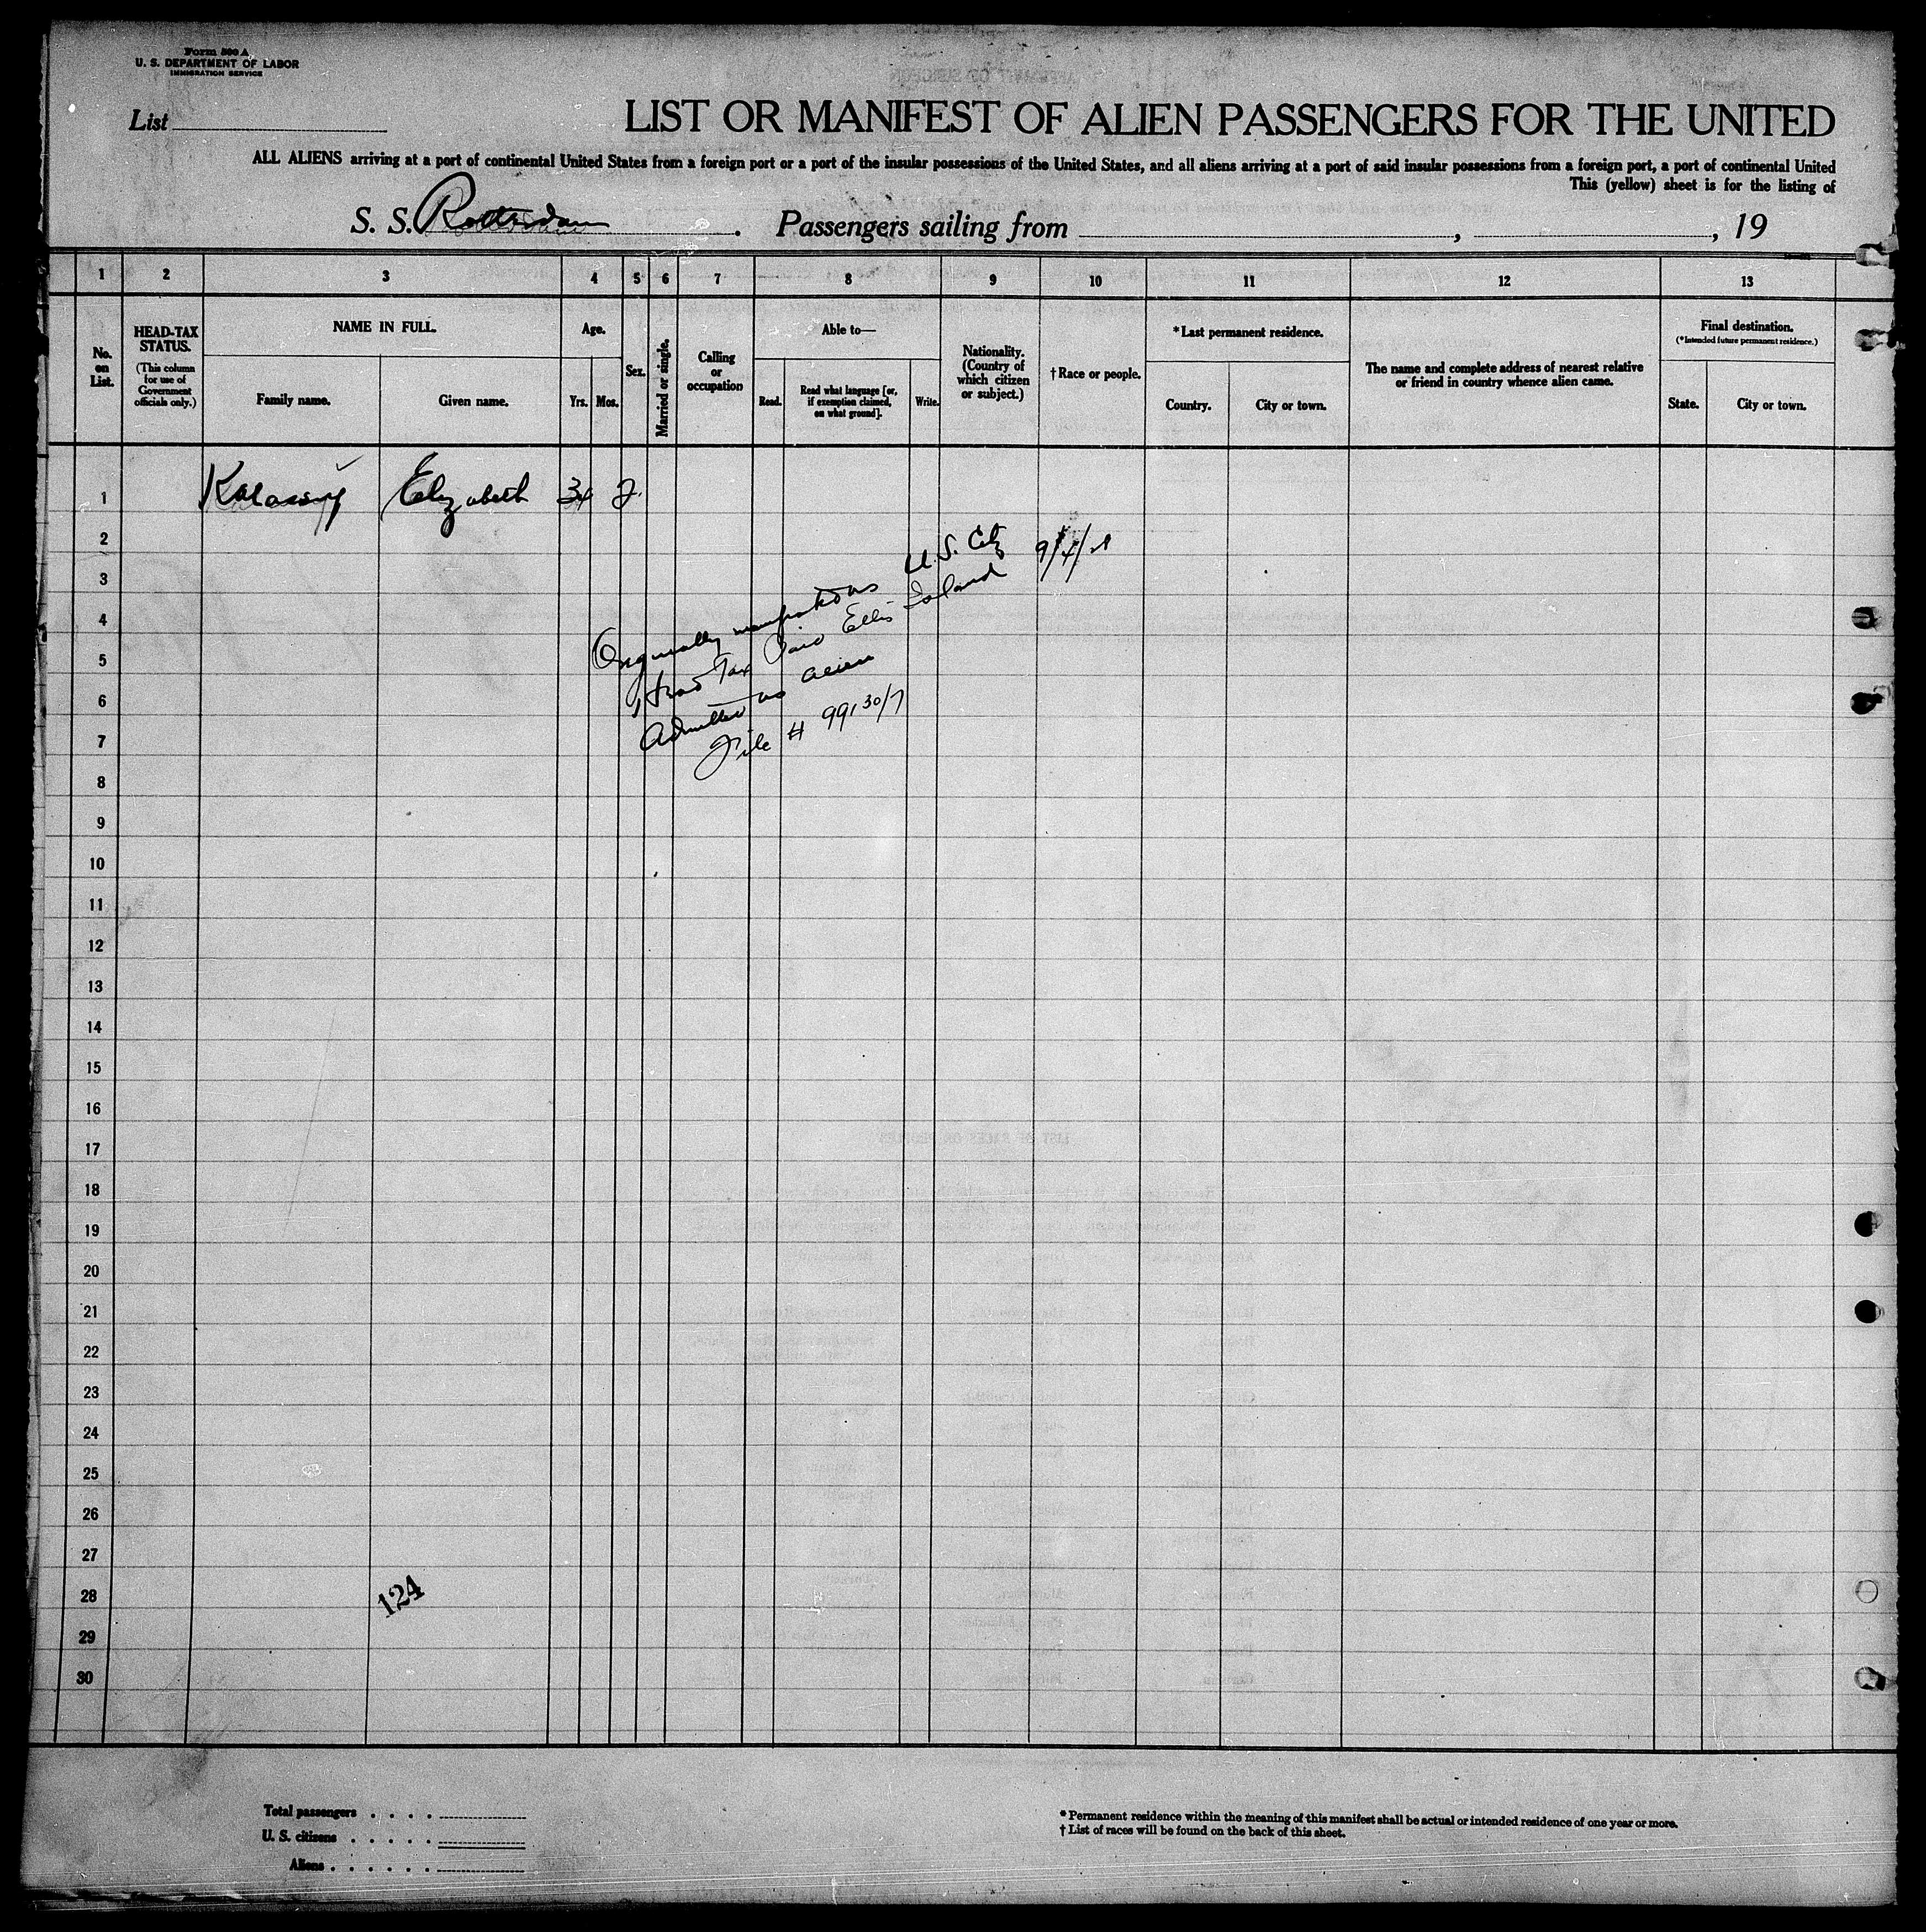 Form 500 A
U. S. DEPARTMENT OF LABOR
IMMIGRATION SERVICE
List
LIST OR MANIFEST OF ALIEN PASSENGERS FOR THE UNITED
ALL ALIENS arriving at a port of continental United States from a foreign port or a port of the insular possessions of the United States, and all aliens arriving at a port of said insular possessions from a foreign port, a port of continental United
This (yellow) sheet is for the listing of
S. S. Rotterdam. Passengers sailing from , , 19
1 2 3 4 5 6 7 8 9 10 11 12 13
No. on List.
HEAD-TAX STATUS.
(This column for use of Government officials only.)
NAME IN FULL.
Family name.
Given name.
Age.
Yrs.
Mos.
Sex.
Married or single.
Calling or occupation
Able to—
Read.
Read what language [or, if exemption claimed, on what ground].
Write.
Nationality. (Country of which citizen or subject.)
†Race or people.
*Last permanent residence.
Country.
City or town.
The name and complete address of nearest relative or friend in country whence alien came.
Final destination.
(*Intended future permanent residence.)
State.
City or town.
1 Elizabeth 34
2
3
4
5
6
7
8
9
10
11
12
13
14
15
16
17
18
19
20
21
22
23
24
25
26
27
28
29
30
Originally manifested as U.S. Citz
Head Tax Paid Ellis Island
Admitted as alien
File # 99130/7
124
Total passengers . . . .
U. S. citizens . . . . .
Aliens . . . . . .
* Permanent residence within the meaning of this manifest shall be actual or intended residence of one year or more.
† List of races will be found on the back of this sheet.